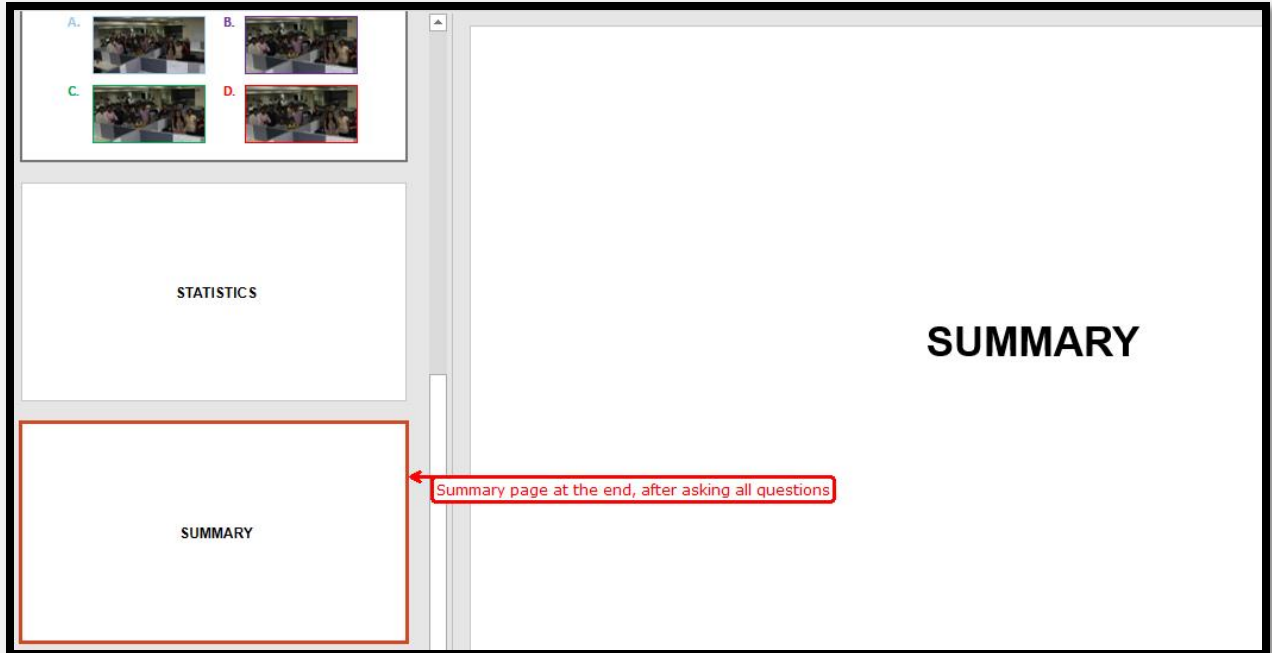 A.
B.
C.
D.
STATISTICS
SUMMARY
SUMMARY
Summary page at the end, after asking all questions